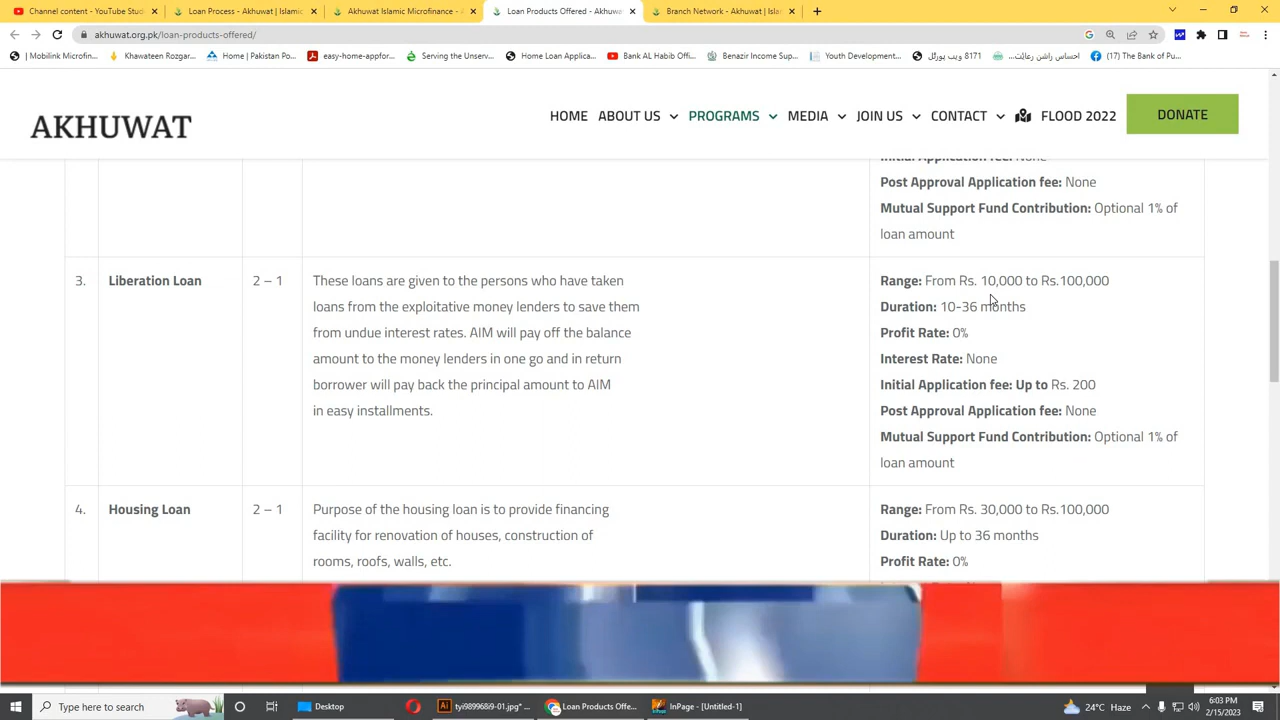 Channel content - YouTube Studi
Loan Process - Akhuwat | Islamic
Akhuwat Islamic Microfinance - A
Loan Products Offered - Akhuwa
Branch Network - Akhuwat | Isla
akhuwat.org.pk/loan-products-offered/
| Mobilink Microfin...
Khawateen Rozgar...
Home | Pakistan Po...
easy-home-appfor...
Serving the Unserv...
Home Loan Applica...
Bank AL Habib Offi...
Benazir Income Sup...
Youth Development...
8171 ویب پورٹل
احساس راشن رعایت...
(17) The Bank of Pu...
AKHUWAT
HOME ABOUT US PROGRAMS MEDIA JOIN US CONTACT FLOOD 2022 DONATE
Initial Application fee: None
Post Approval Application fee: None
Mutual Support Fund Contribution: Optional 1% of
loan amount
3. Liberation Loan 2 – 1
These loans are given to the persons who have taken
loans from the exploitative money lenders to save them
from undue interest rates. AIM will pay off the balance
amount to the money lenders in one go and in return
borrower will pay back the principal amount to AIM
in easy installments.
Range: From Rs. 10,000 to Rs.100,000
Duration: 10-36 months
Profit Rate: 0%
Interest Rate: None
Initial Application fee: Up to Rs. 200
Post Approval Application fee: None
Mutual Support Fund Contribution: Optional 1% of
loan amount
4. Housing Loan 2 – 1
Purpose of the housing loan is to provide financing
facility for renovation of houses, construction of
rooms, roofs, walls, etc.
Range: From Rs. 30,000 to Rs.100,000
Duration: Up to 36 months
Profit Rate: 0%
Type here to search
Desktop
tyi989968i9-01.jpg* ...
Loan Products Offe...
InPage - [Untitled-1]
24°C Haze
6:03 PM
2/15/2023